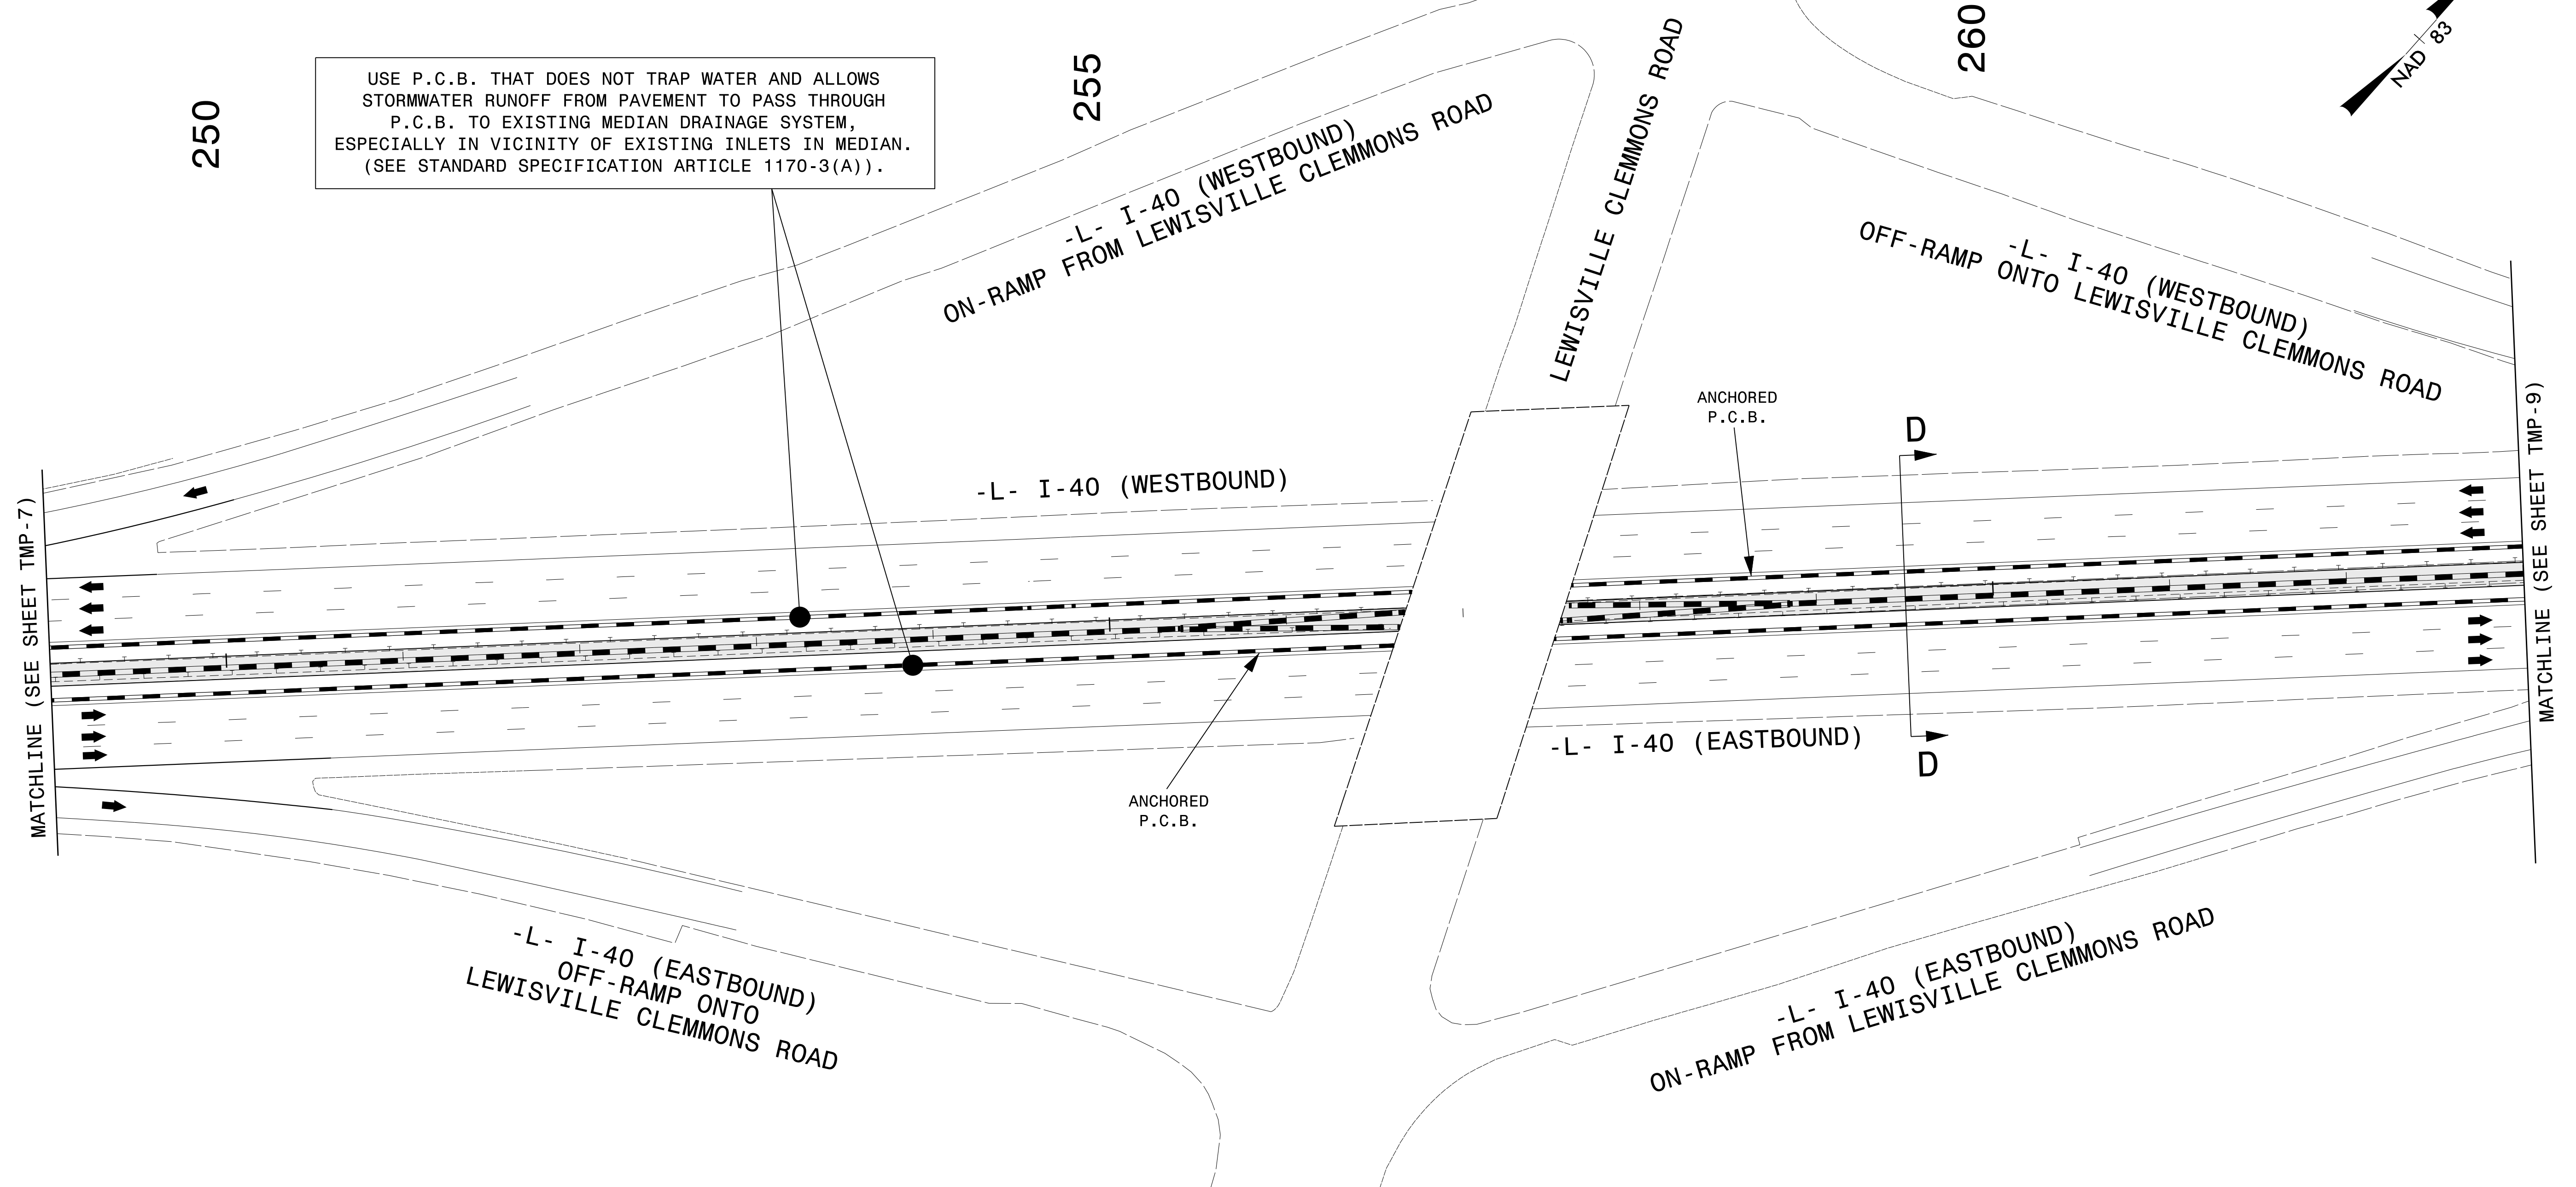 250
USE P.C.B. THAT DOES NOT TRAP WATER AND ALLOWS
STORMWATER RUNOFF FROM PAVEMENT TO PASS THROUGH
P.C.B. TO EXISTING MEDIAN DRAINAGE SYSTEM,
ESPECIALLY IN VICINITY OF EXISTING INLETS IN MEDIAN.
(SEE STANDARD SPECIFICATION ARTICLE 1170-3(A)).
255
-L- I-40 (WESTBOUND)
ON-RAMP FROM LEWISVILLE CLEMMONS ROAD
LEWISVILLE CLEMMONS ROAD
260
NAD 83
-L- I-40 (WESTBOUND)
OFF-RAMP ONTO LEWISVILLE CLEMMONS ROAD
ANCHORED
P.C.B.
D
-L- I-40 (WESTBOUND)
MATCHLINE (SEE SHEET TMP-7)
MATCHLINE (SEE SHEET TMP-9)
-L- I-40 (EASTBOUND)
D
ANCHORED
P.C.B.
-L- I-40 (EASTBOUND)
OFF-RAMP ONTO
LEWISVILLE CLEMMONS ROAD
-L- I-40 (EASTBOUND)
ON-RAMP FROM LEWISVILLE CLEMMONS ROAD